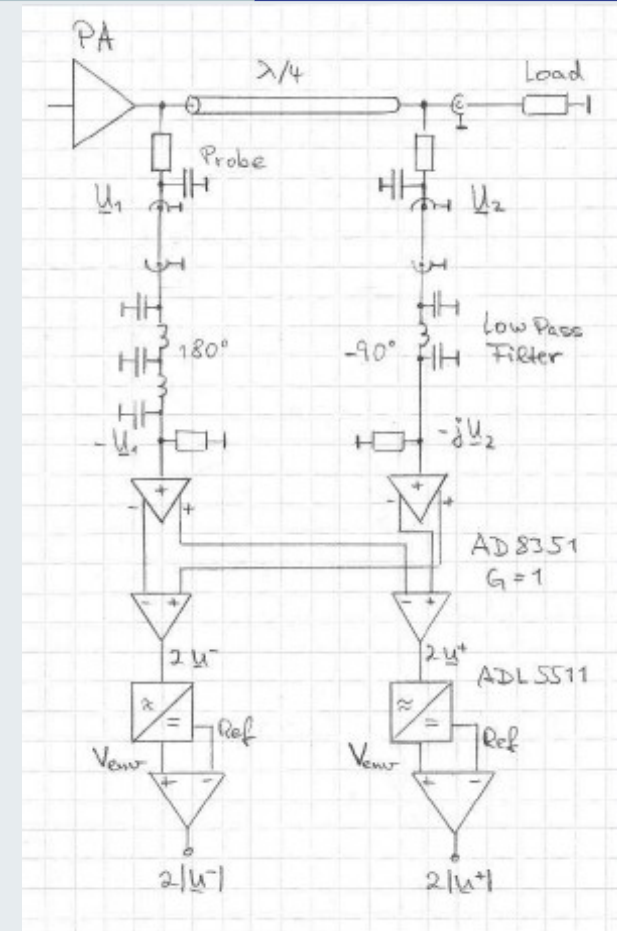 PA
λ/4
Load
Probe
U₁
U₂
180°
-90°
Low Pass
Filter
-U₁
-jU₂
+
+
- +
- +
AD8351
G=1
- +
- +
2U⁻
2U⁺
ADL5511
≈
=
Ref
≈
=
Ref
Venv
Venv
+ -
+ -
2|U⁻|
2|U⁺|